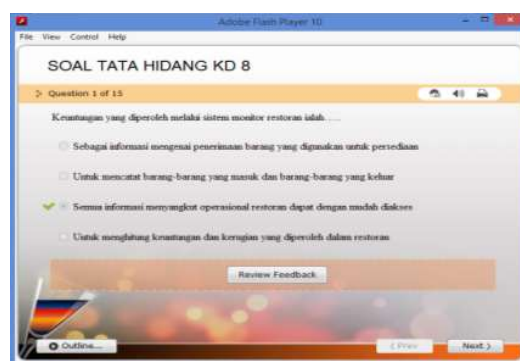 Adobe Flash Player 10
File View Control Help
SOAL TATA HIDANG KD 8
Question 1 of 15
Keuntungan yang diperoleh melalui sistem monitor restoran ialah.....
Sebagai informasi mengenai penerimaan barang yang digunakan untuk persediaan
Untuk mencatat barang-barang yang masuk dan barang-barang yang keluar
Semua informasi menyangkut operasional restoran dapat dengan mudah diakses
Untuk menghitung keuntungan dan kerugian yang diperoleh dalam restoran
Review Feedback
Outline...
Prev
Next